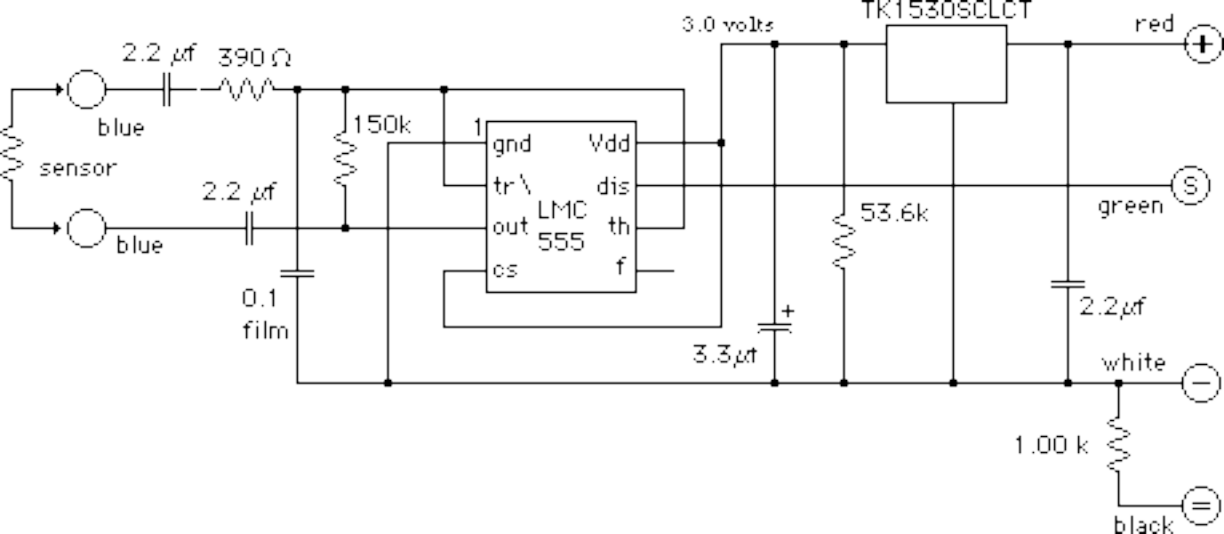 TK1530SCLCT
3.0 volts
red
+
2.2 µf
390 Ω
blue
150k
1
gnd
Vdd
sensor
tr\
dis
S
2.2 µf
LMC
555
green
53.6k
out
th
blue
cs
f
0.1
film
2.2µf
+
3.3µf
white
−
1.00 k
black
=